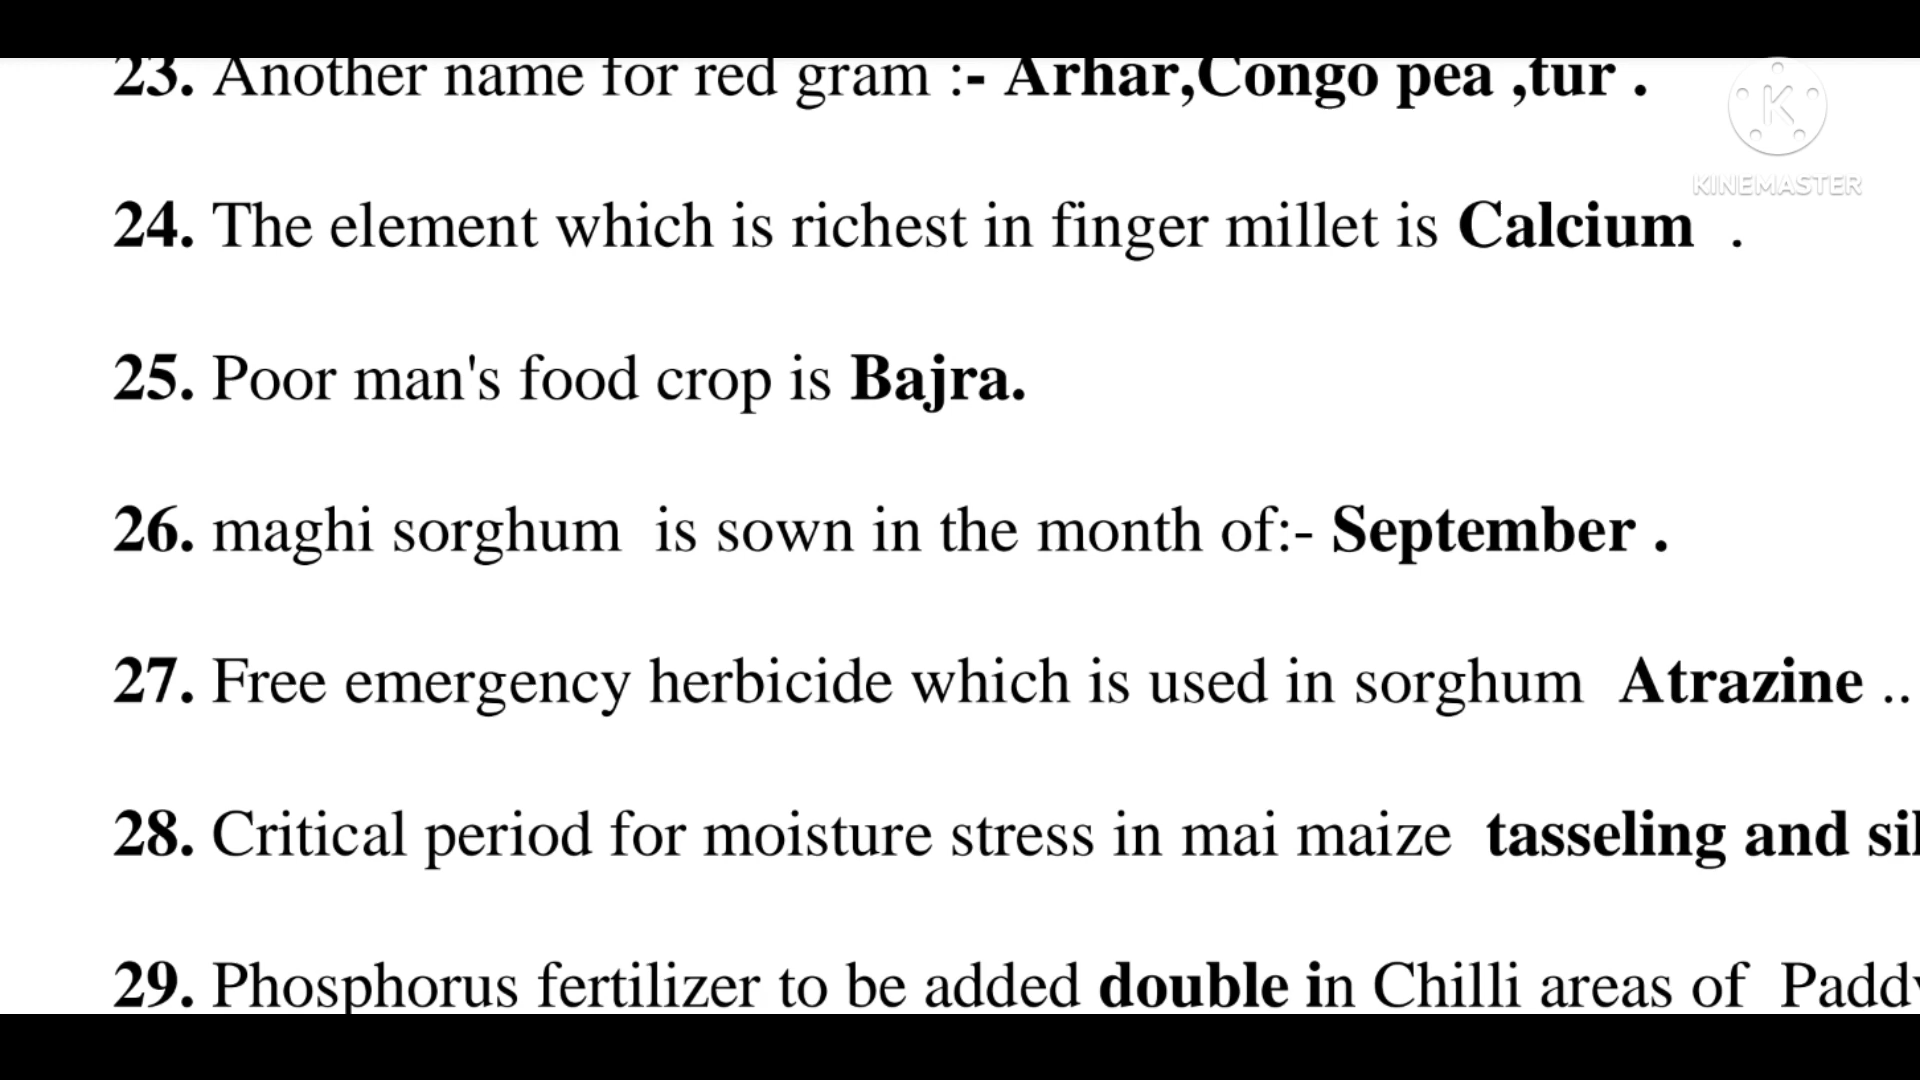 23. Another name for red gram :- Arhar,Congo pea ,tur .
KINEMASTER
24. The element which is richest in finger millet is Calcium .
25. Poor man's food crop is Bajra.
26. maghi sorghum is sown in the month of:- September .
27. Free emergency herbicide which is used in sorghum Atrazine ..
28. Critical period for moisture stress in mai maize tasseling and
29. Phosphorus fertilizer to be added double in Chilli areas of